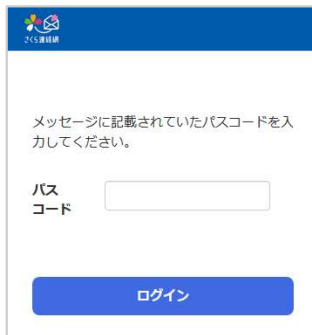 さくら連絡網
メッセージに記載されていたパスコードを入
力してください。
パス
コード
ログイン